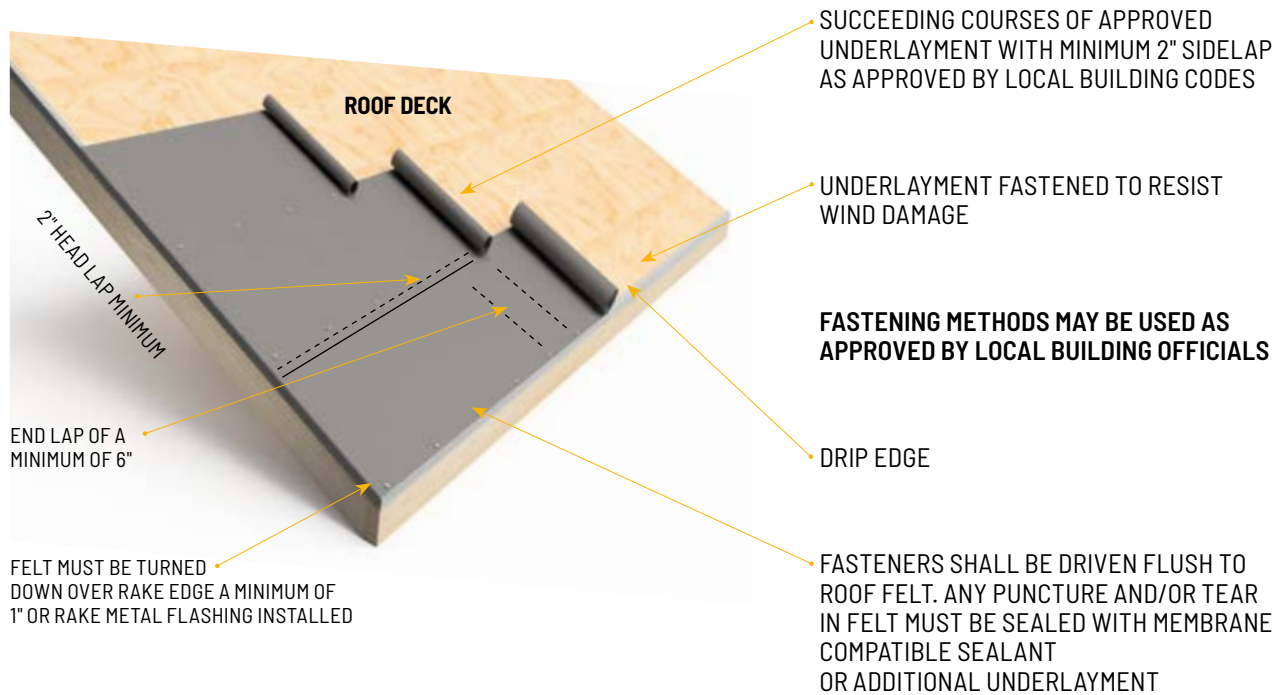 SUCCEEDING COURSES OF APPROVED
UNDERLAYMENT WITH MINIMUM 2" SIDELAP
AS APPROVED BY LOCAL BUILDING CODES
ROOF DECK
UNDERLAYMENT FASTENED TO RESIST
WIND DAMAGE
2" HEAD LAP MINIMUM
FASTENING METHODS MAY BE USED AS
APPROVED BY LOCAL BUILDING OFFICIALS
END LAP OF A
MINIMUM OF 6"
DRIP EDGE
FELT MUST BE TURNED
DOWN OVER RAKE EDGE A MINIMUM OF
1" OR RAKE METAL FLASHING INSTALLED
FASTENERS SHALL BE DRIVEN FLUSH TO
ROOF FELT. ANY PUNCTURE AND/OR TEAR
IN FELT MUST BE SEALED WITH MEMBRANE
COMPATIBLE SEALANT
OR ADDITIONAL UNDERLAYMENT